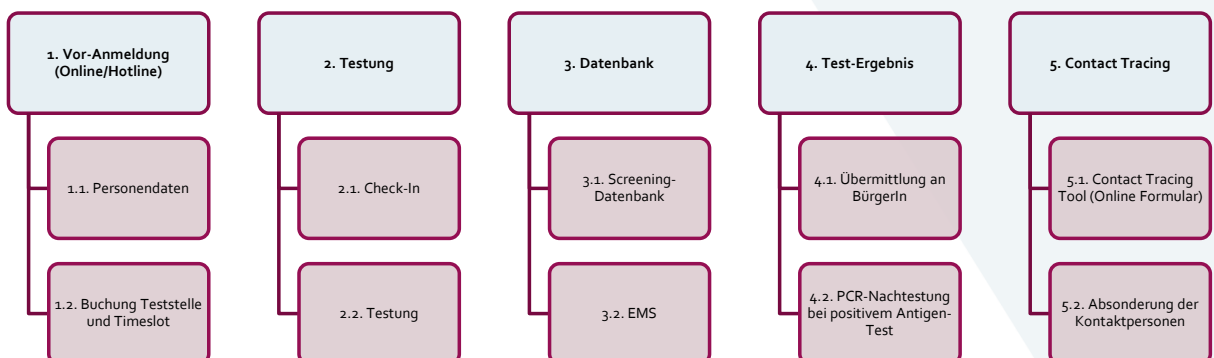 1. Vor-Anmeldung
(Online/Hotline)
1.1. Personendaten
1.2. Buchung Teststelle
und Timeslot
2. Testung
2.1. Check-In
2.2. Testung
3. Datenbank
3.1. Screening-
Datenbank
3.2. EMS
4. Test-Ergebnis
4.1. Übermittlung an
BürgerIn
4.2. PCR-Nachtestung
bei positivem Antigen-
Test
5. Contact Tracing
5.1. Contact Tracing
Tool (Online Formular)
5.2. Absonderung der
Kontaktpersonen